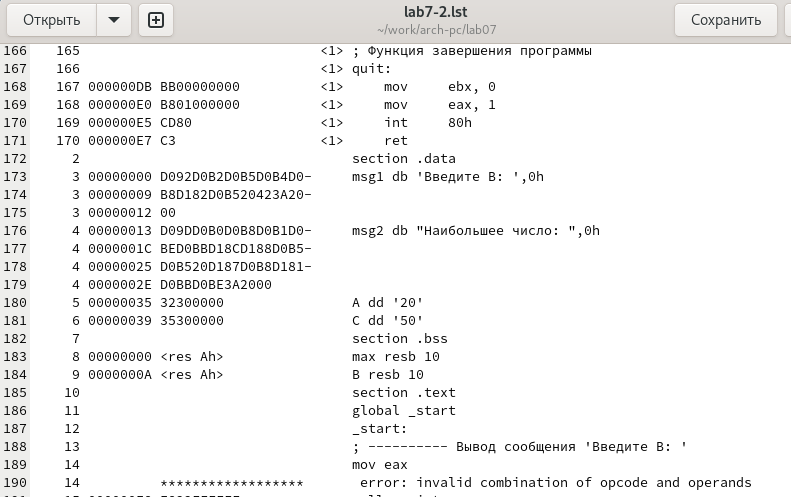 Открыть
lab7-2.lst
~/work/arch-pc/lab07
Сохранить
166 165 <1> ; Функция завершения программы
167 166 <1> quit:
168 167 000000DB BB00000000 <1> mov ebx, 0
169 168 000000E0 B801000000 <1> mov eax, 1
170 169 000000E5 CD80 <1> int 80h
171 170 000000E7 C3 <1> ret
172 2 section .data
173 3 00000000 D092D0B2D0B5D0B4D0- msg1 db 'Введите B: ',0h
174 3 00000009 B8D182D0B520423A20-
175 3 00000012 00
176 4 00000013 D09DD0B0D0B8D0B1D0- msg2 db "Наибольшее число: ",0h
177 4 0000001C BED0BBD18CD188D0B5-
178 4 00000025 D0B520D187D0B8D181-
179 4 0000002E D0BBD0BE3A2000
180 5 00000035 32300000 A dd '20'
181 6 00000039 35300000 C dd '50'
182 7 section .bss
183 8 00000000 <res Ah> max resb 10
184 9 0000000A <res Ah> B resb 10
185 10 section .text
186 11 global _start
187 12 _start:
188 13 ; ---------- Вывод сообщения 'Введите B: '
189 14 mov eax
190 14 ****************** error: invalid combination of opcode and operands